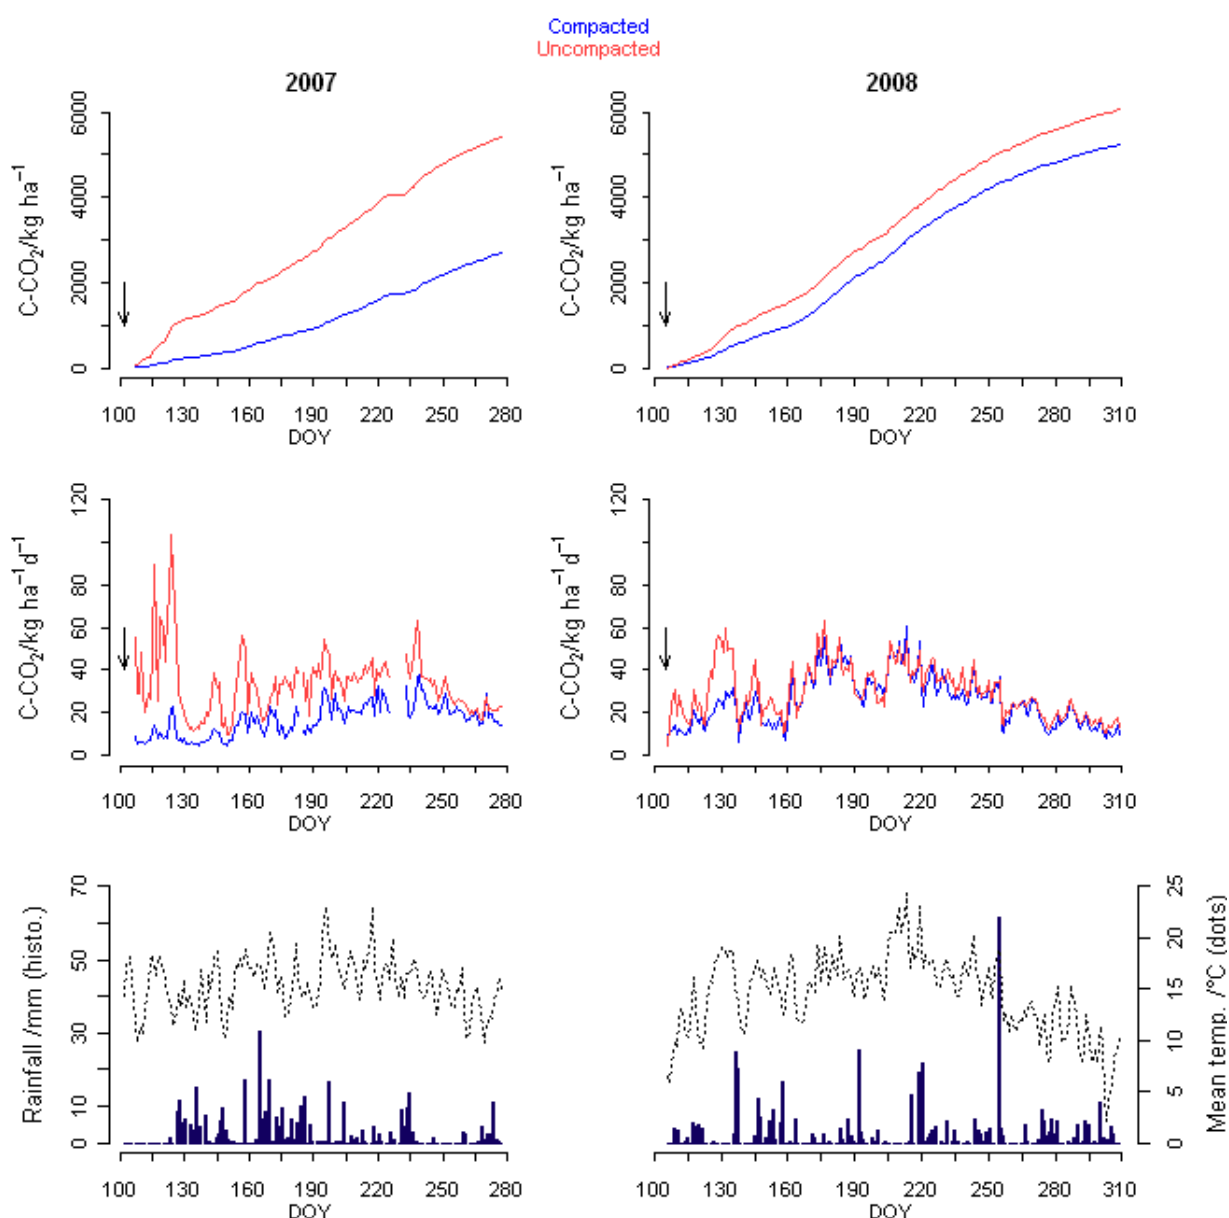 Compacted
Uncompacted
2007
2008
C-CO₂/kg ha⁻¹
0 2000 4000 6000
100 130 160 190 220 250 280
DOY
C-CO₂/kg ha⁻¹
0 2000 4000 6000
100 130 160 190 220 250 310
DOY
C-CO₂/kg ha⁻¹d⁻¹
0 20 40 60 80 120
100 130 160 190 220 250 280
DOY
C-CO₂/kg ha⁻¹d⁻¹
0 20 40 60 80 120
100 130 160 190 220 250 310
DOY
Rainfall /mm (histo.)
0 10 30 50 70
100 130 160 190 220 250 280
DOY
100 130 160 190 220 250 310
DOY
0 5 10 15 20 25
Mean temp. /°C (dots)